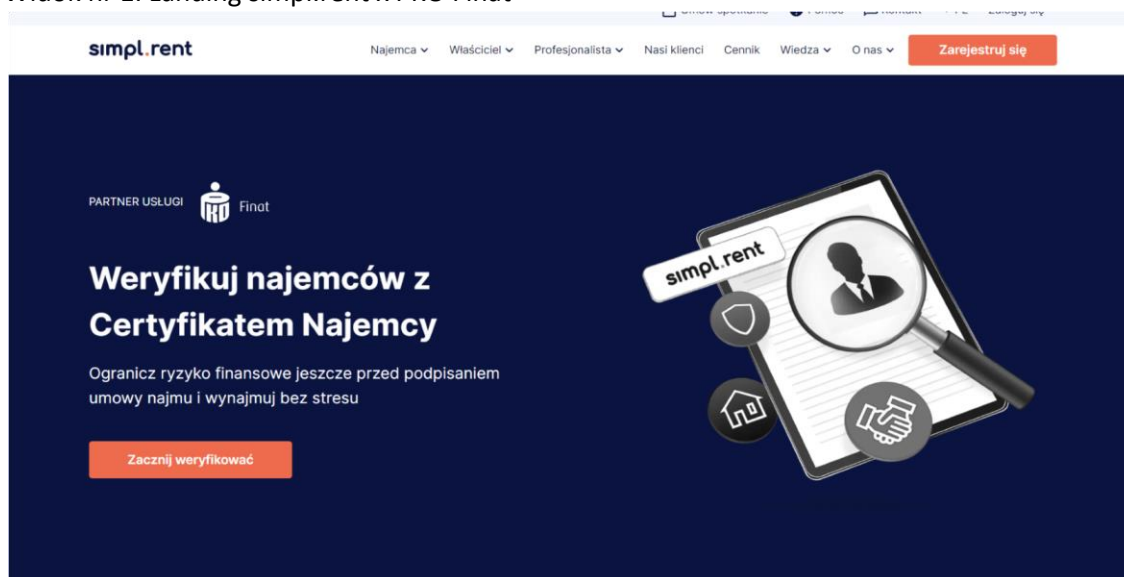 simpl.rent
Najemca
Właściciel
Profesjonalista
Nasi klienci
Cennik
Wiedza
O nas
Zarejestruj się
PARTNER USŁUGI
Finat
Weryfikuj najemców z
Certyfikatem Najemcy
Ogranicz ryzyko finansowe jeszcze przed podpisaniem
umowy najmu i wynajmuj bez stresu
Zacznij weryfikować
simpl.rent